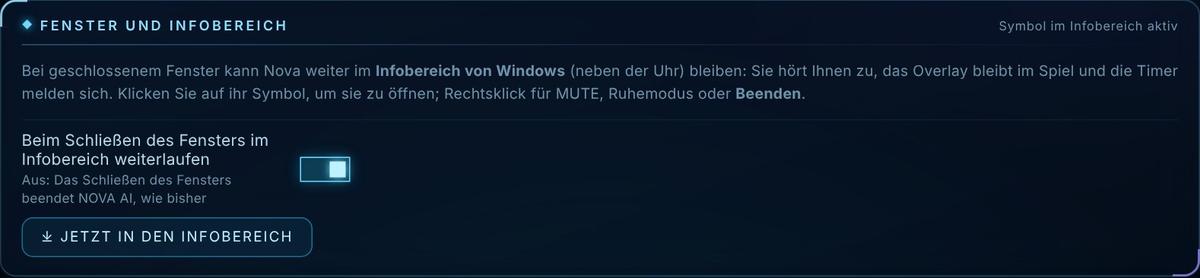 FENSTER UND INFOBEREICH
Symbol im Infobereich aktiv
Bei geschlossenem Fenster kann Nova weiter im Infobereich von Windows (neben der Uhr) bleiben: Sie hört Ihnen zu, das Overlay bleibt im Spiel und die Timer
melden sich. Klicken Sie auf ihr Symbol, um sie zu öffnen; Rechtsklick für MUTE, Ruhemodus oder Beenden.
Beim Schließen des Fensters im
Infobereich weiterlaufen
Aus: Das Schließen des Fensters
beendet NOVA AI, wie bisher
JETZT IN DEN INFOBEREICH